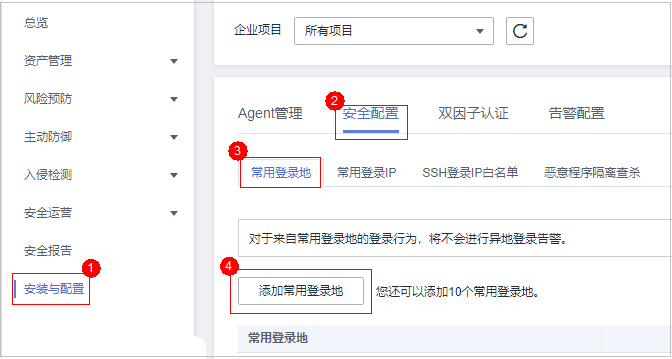 总览
资产管理
风险预防
主动防御
入侵检测
安全运营
安全报告
1
安装与配置
企业项目 所有项目
2
Agent管理 安全配置 双因子认证 告警配置
3
常用登录地 常用登录IP SSH登录IP白名单 恶意程序隔离查杀
对于来自常用登录地的登录行为，将不会进行异地登录告警。
4
添加常用登录地 您还可以添加10个常用登录地。
常用登录地